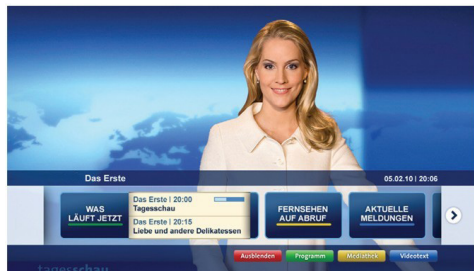 Das Erste
05.02.10 | 20:06
WAS
LÄUFT JETZT
Das Erste | 20:00
Tagesschau
Das Erste | 20:15
Liebe und andere Delikatessen
FERNSEHEN
AUF ABRUF
AKTUELLE
MELDUNGEN
Ausblenden
Programm
Mediathek
Videotext
tagesschau